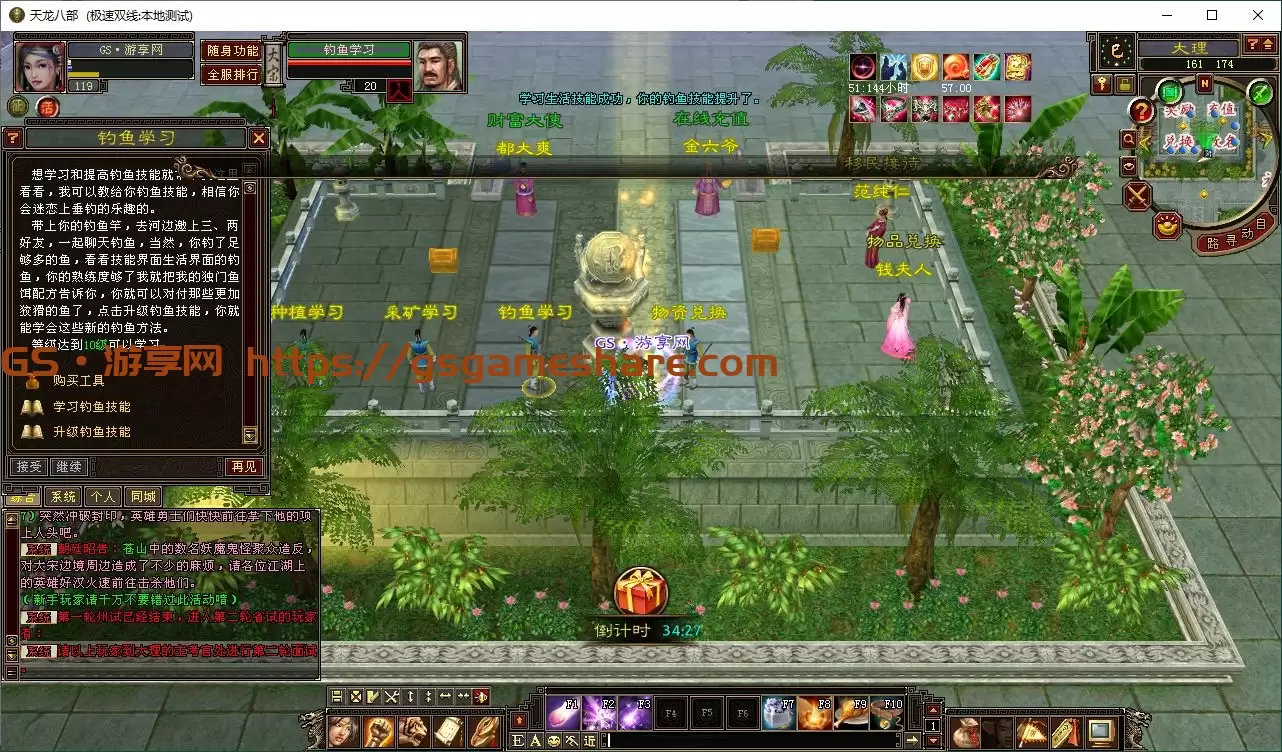 天龙八部 (极速双线:本地测试)
GS·游享网
119
随身功能
全服排行
大宋
钓鱼学习
20
大理
161 174
51:144小时
57:00
学习生活技能成功,你的钓鱼技能提升了。
财富大使
都大爽
在线充值
金六爷
移民接待
范纯仁
物品兑换
钱夫人
种植学习
采矿学习
钓鱼学习
物资兑换
GS·游享网
N
自动寻路
钓鱼学习
想学习和提高钓鱼技能就
这里
看看,我可以教给你钓鱼技能,相信你
会迷恋上垂钓的乐趣的。
带上你的钓鱼竿,去河边邀上三、两
好友,一起聊天钓鱼,当然,你钓了足
够多的鱼,看看技能界面生活界面的钓
鱼,你的熟练度够了我就把我的独门鱼
饵配方告诉你,你就可以对付那些更加
狡猾的鱼了,点击升级钓鱼技能,你就
能学会这些新的钓鱼方法。
等级达到10级可以学习
GS·游享网 https://gsgameshare.com
购买工具
学习钓鱼技能
升级钓鱼技能
接受
继续
再见
综合
系统
个人
同城
突然冲破封印,英雄勇士们快快前往拿下他的项
上人头吧。
系统 朝廷昭告:苍山中的数名妖魔鬼怪聚众造反,
对大宋边境周边造成了不少的麻烦,请各位江湖上
的英雄好汉火速前往击杀他们。
(新手玩家请千万不要错过此活动喑)
系统 第一轮州试已经结束,进入第二轮省试的玩家
有:
系统 请以上玩家到大理的主考官处进行第二轮面试
。
倒计时 34:27
F1
F2
F3
F4
F5
F6
F7
F8
F9
F10
E
A
近
1